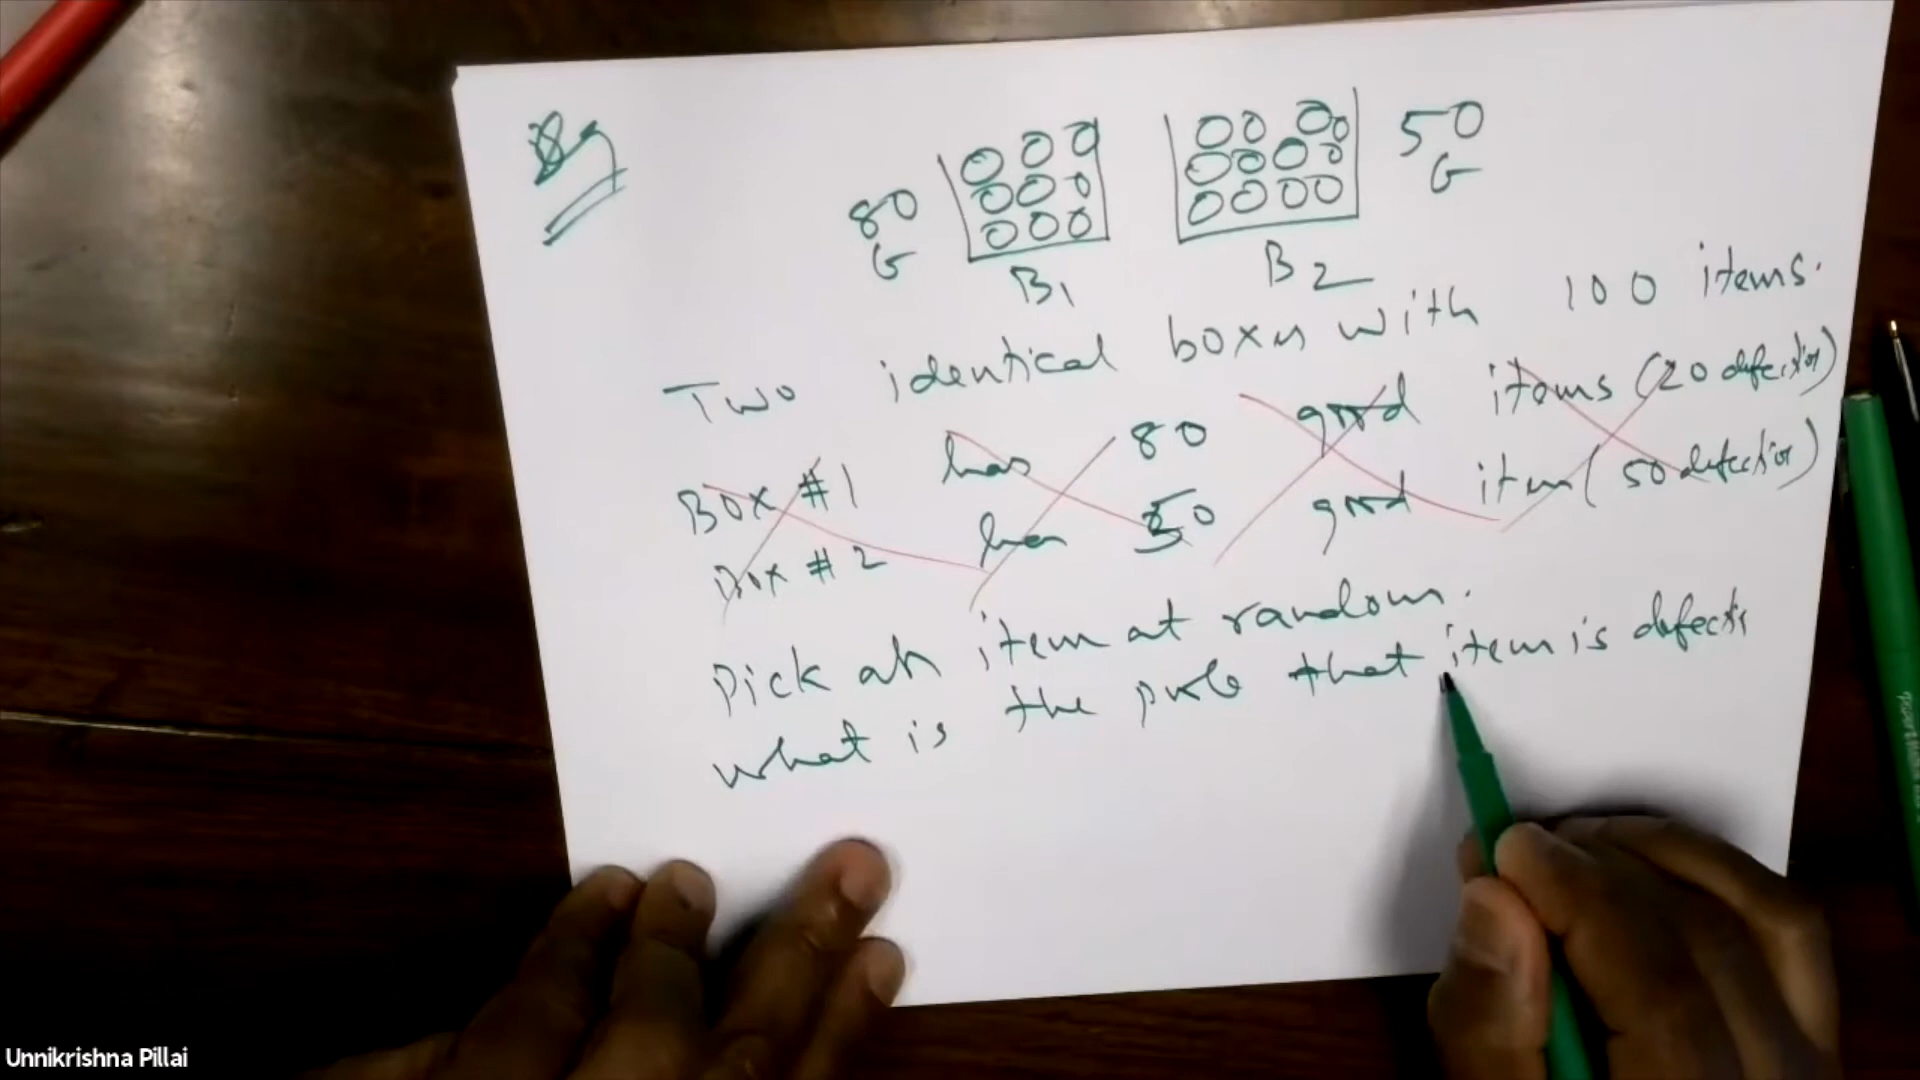 Eg
80 G
50 G
B1
B2
Two identical boxes with 100 items.
Box #1 has 80 good items (20 defective)
Box #2 has 50 good item (50 defective)
Pick an item at random.
what is the prob that item is defecti
Unnikrishna Pillai